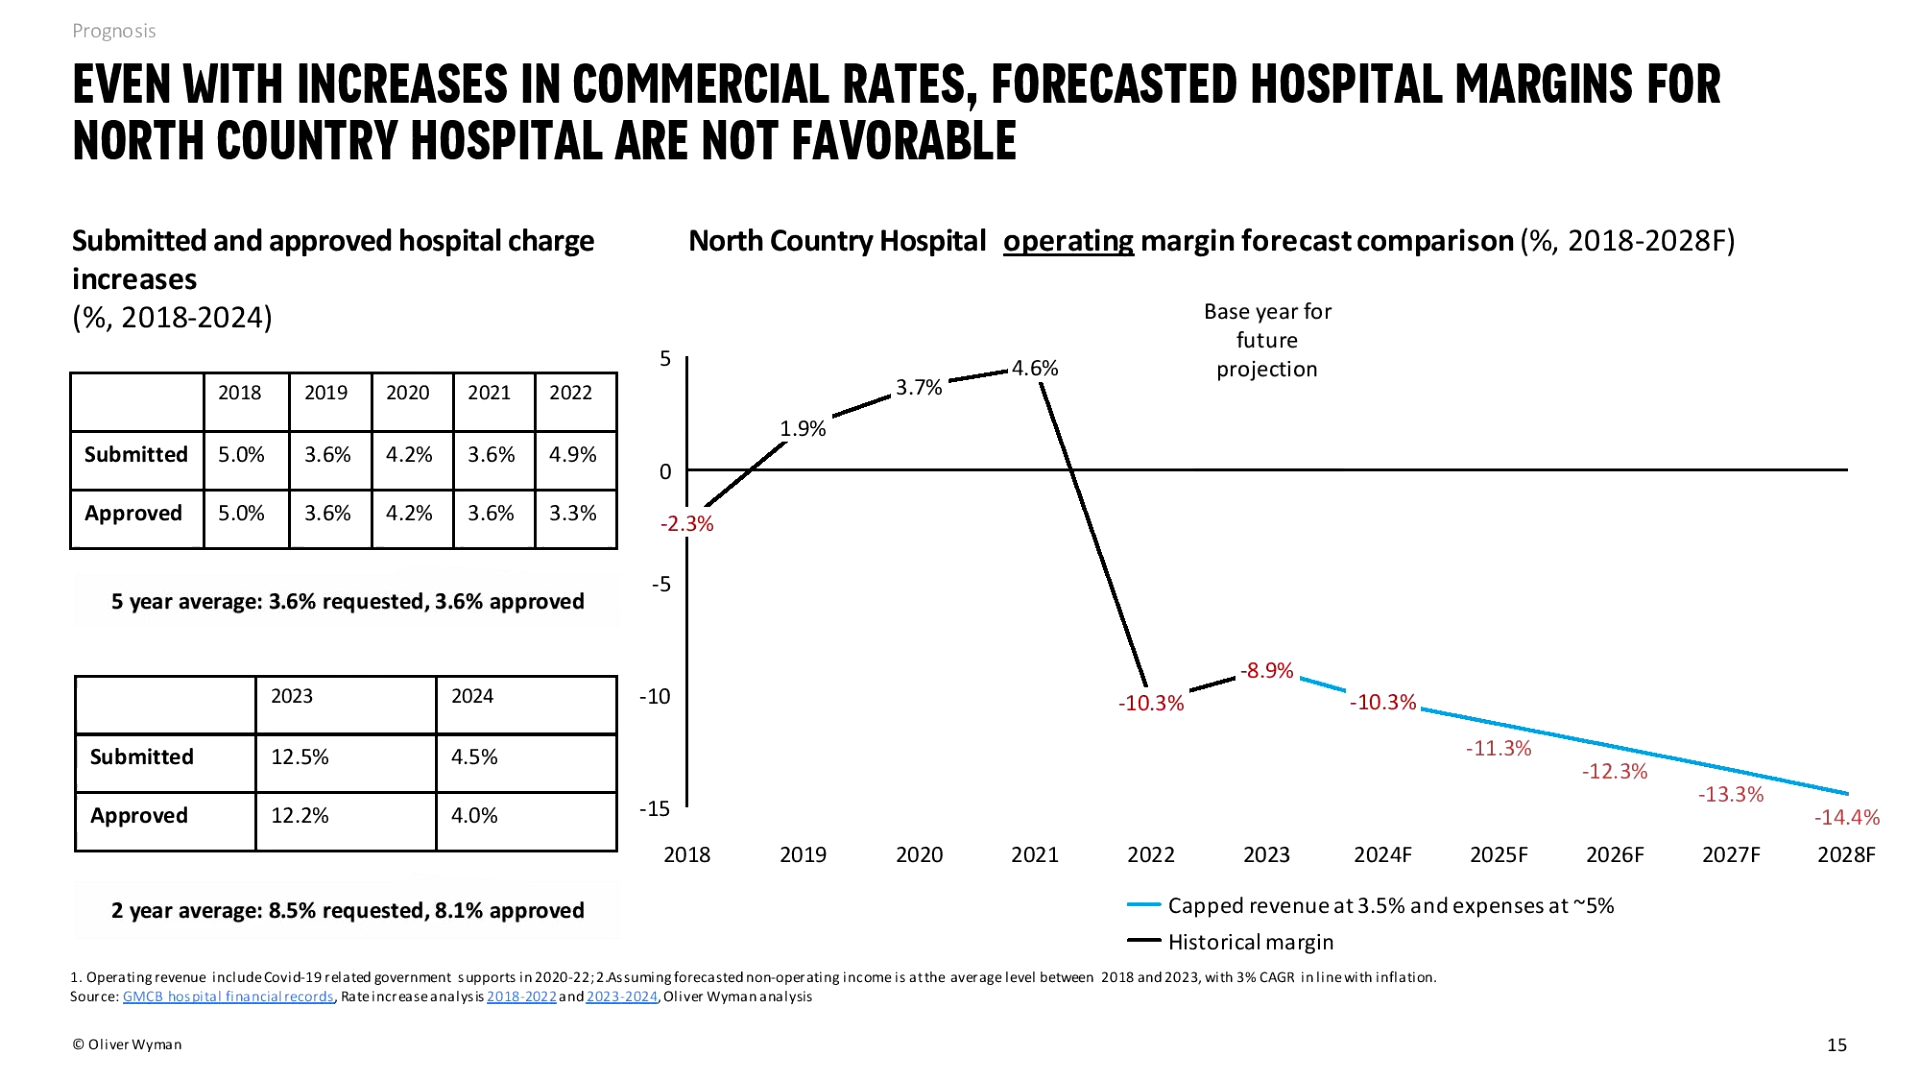 Prognosis
EVEN WITH INCREASES IN COMMERCIAL RATES, FORECASTED HOSPITAL MARGINS FOR
NORTH COUNTRY HOSPITAL ARE NOT FAVORABLE
Submitted and approved hospital charge
increases
(%, 2018-2024)
2018 2019 2020 2021 2022
Submitted 5.0% 3.6% 4.2% 3.6% 4.9%
Approved 5.0% 3.6% 4.2% 3.6% 3.3%
5 year average: 3.6% requested, 3.6% approved
2023 2024
Submitted 12.5% 4.5%
Approved 12.2% 4.0%
2 year average: 8.5% requested, 8.1% approved
North Country Hospital operating margin forecast comparison (%, 2018-2028F)
Base year for
future
projection
5
0
-5
-10
-15
-2.3%
1.9%
3.7%
4.6%
-10.3%
-8.9%
-10.3%
-11.3%
-12.3%
-13.3%
-14.4%
2018 2019 2020 2021 2022 2023 2024F 2025F 2026F 2027F 2028F
Capped revenue at 3.5% and expenses at ~5%
Historical margin
1. Operating revenue include Covid-19 related government supports in 2020-22; 2.Assuming forecasted non-operating income is at the average level between 2018 and 2023, with 3% CAGR in line with inflation.
Source: GMCB hospital financial records, Rate increase analysis 2018-2022 and 2023-2024, Oliver Wyman analysis
© Oliver Wyman
15